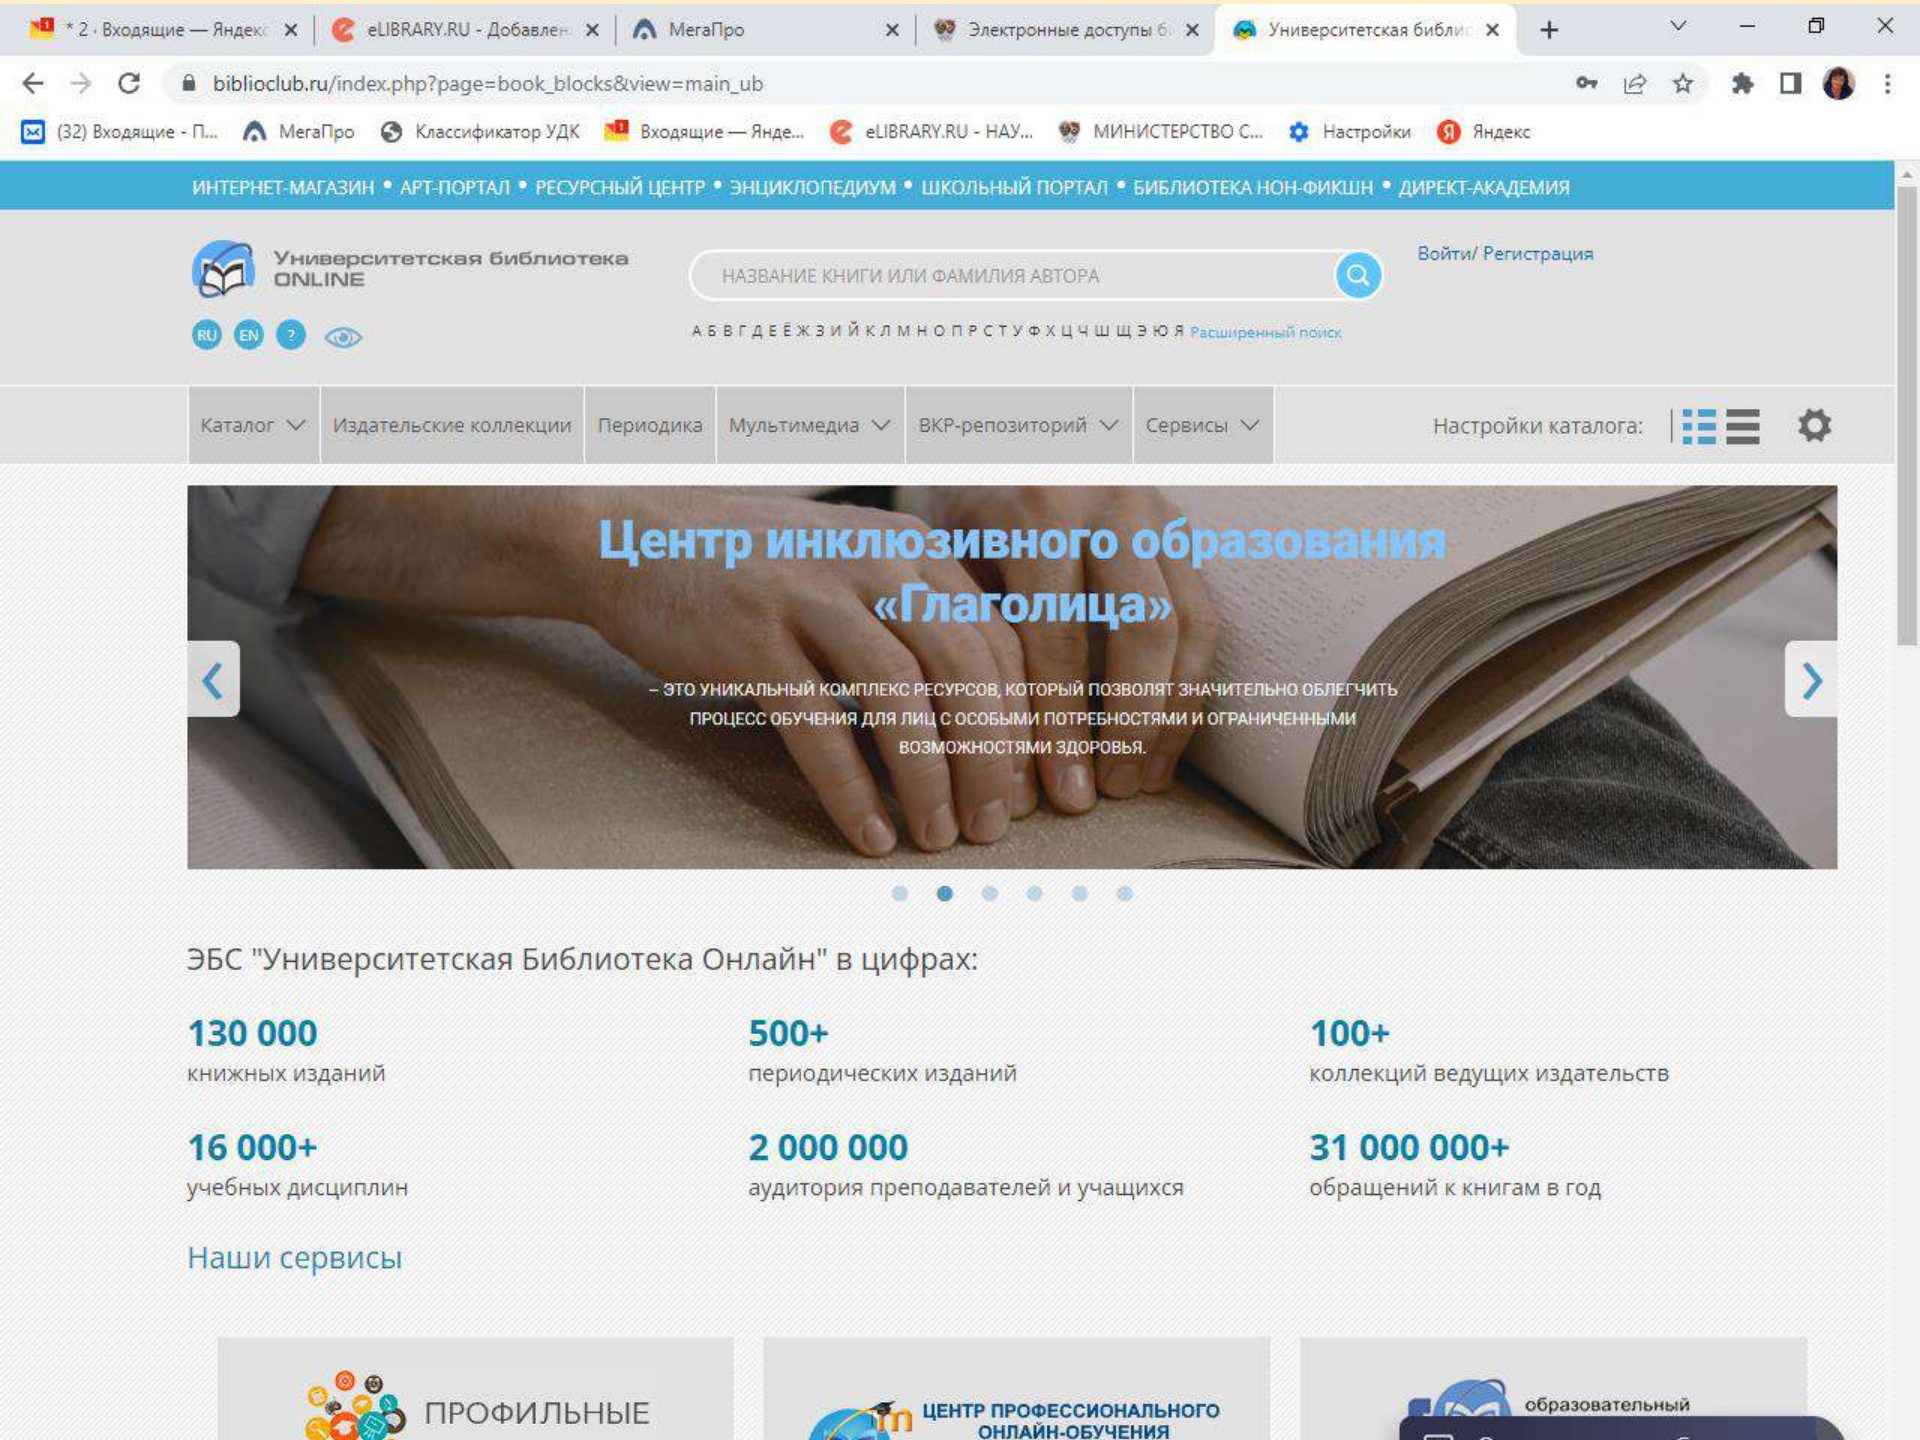 * 2 · Входящие — Яндекс
eLIBRARY.RU - Добавлен
МегаПро
Электронные доступы б
Университетская библис
biblioclub.ru/index.php?page=book_blocks&view=main_ub
(32) Входящие - П...
МегаПро
Классификатор УДК
Входящие — Янде...
eLIBRARY.RU - НАУ...
МИНИСТЕРСТВО С...
Настройки
Яндекс
ИНТЕРНЕТ-МАГАЗИН • АРТ-ПОРТАЛ • РЕСУРСНЫЙ ЦЕНТР • ЭНЦИКЛОПЕДИУМ • ШКОЛЬНЫЙ ПОРТАЛ • БИБЛИОТЕКА НОН-ФИКШН • ДИРЕКТ-АКАДЕМИЯ
Университетская библиотека
ONLINE
НАЗВАНИЕ КНИГИ ИЛИ ФАМИЛИЯ АВТОРА
Войти/ Регистрация
RU EN ?
А Б В Г Д Е Ё Ж З И Й К Л М Н О П Р С Т У Ф Х Ц Ч Ш Щ Э Ю Я Расширенный поиск
Каталог
Издательские коллекции
Периодика
Мультимедиа
ВКР-репозиторий
Сервисы
Настройки каталога:
Центр инклюзивного образования
«Глаголица»
– ЭТО УНИКАЛЬНЫЙ КОМПЛЕКС РЕСУРСОВ, КОТОРЫЙ ПОЗВОЛЯТ ЗНАЧИТЕЛЬНО ОБЛЕГЧИТЬ
ПРОЦЕСС ОБУЧЕНИЯ ДЛЯ ЛИЦ С ОСОБЫМИ ПОТРЕБНОСТЯМИ И ОГРАНИЧЕННЫМИ
ВОЗМОЖНОСТЯМИ ЗДОРОВЬЯ.
ЭБС "Университетская Библиотека Онлайн" в цифрах:
130 000
книжных изданий
500+
периодических изданий
100+
коллекций ведущих издательств
16 000+
учебных дисциплин
2 000 000
аудитория преподавателей и учащихся
31 000 000+
обращений к книгам в год
Наши сервисы
ПРОФИЛЬНЫЕ
ЦЕНТР ПРОФЕССИОНАЛЬНОГО
ОНЛАЙН-ОБУЧЕНИЯ
образовательный